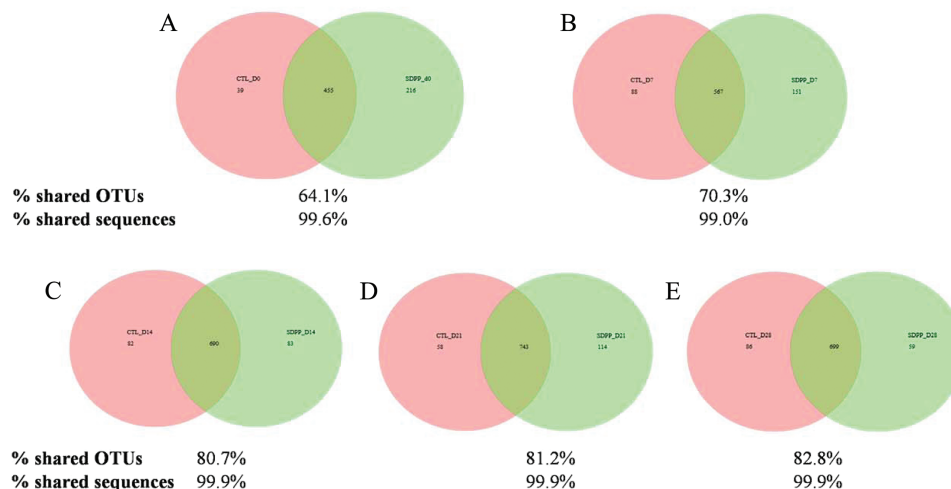 A
B
CTL_D0
39
455
SDPP_d0
216
CTL_D7
88
567
SDPP_D7
151
% shared OTUs 64.1% 70.3%
% shared sequences 99.6% 99.0%
C
D
E
CTL_D14
82
690
SDPP_D14
83
CTL_D21
58
743
SDPP_D21
114
CTL_D28
86
699
SDPP_D28
59
% shared OTUs 80.7% 81.2% 82.8%
% shared sequences 99.9% 99.9% 99.9%